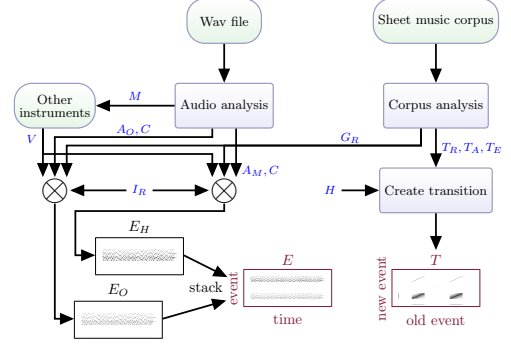 Wav file
Sheet music corpus
Other
instruments
M
Audio analysis
Corpus analysis
V
A_O, C
G_R
A_M, C
T_R, T_A, T_E
I_R
H
Create transition
E_H
stack
event
E
time
E_O
new event
T
old event